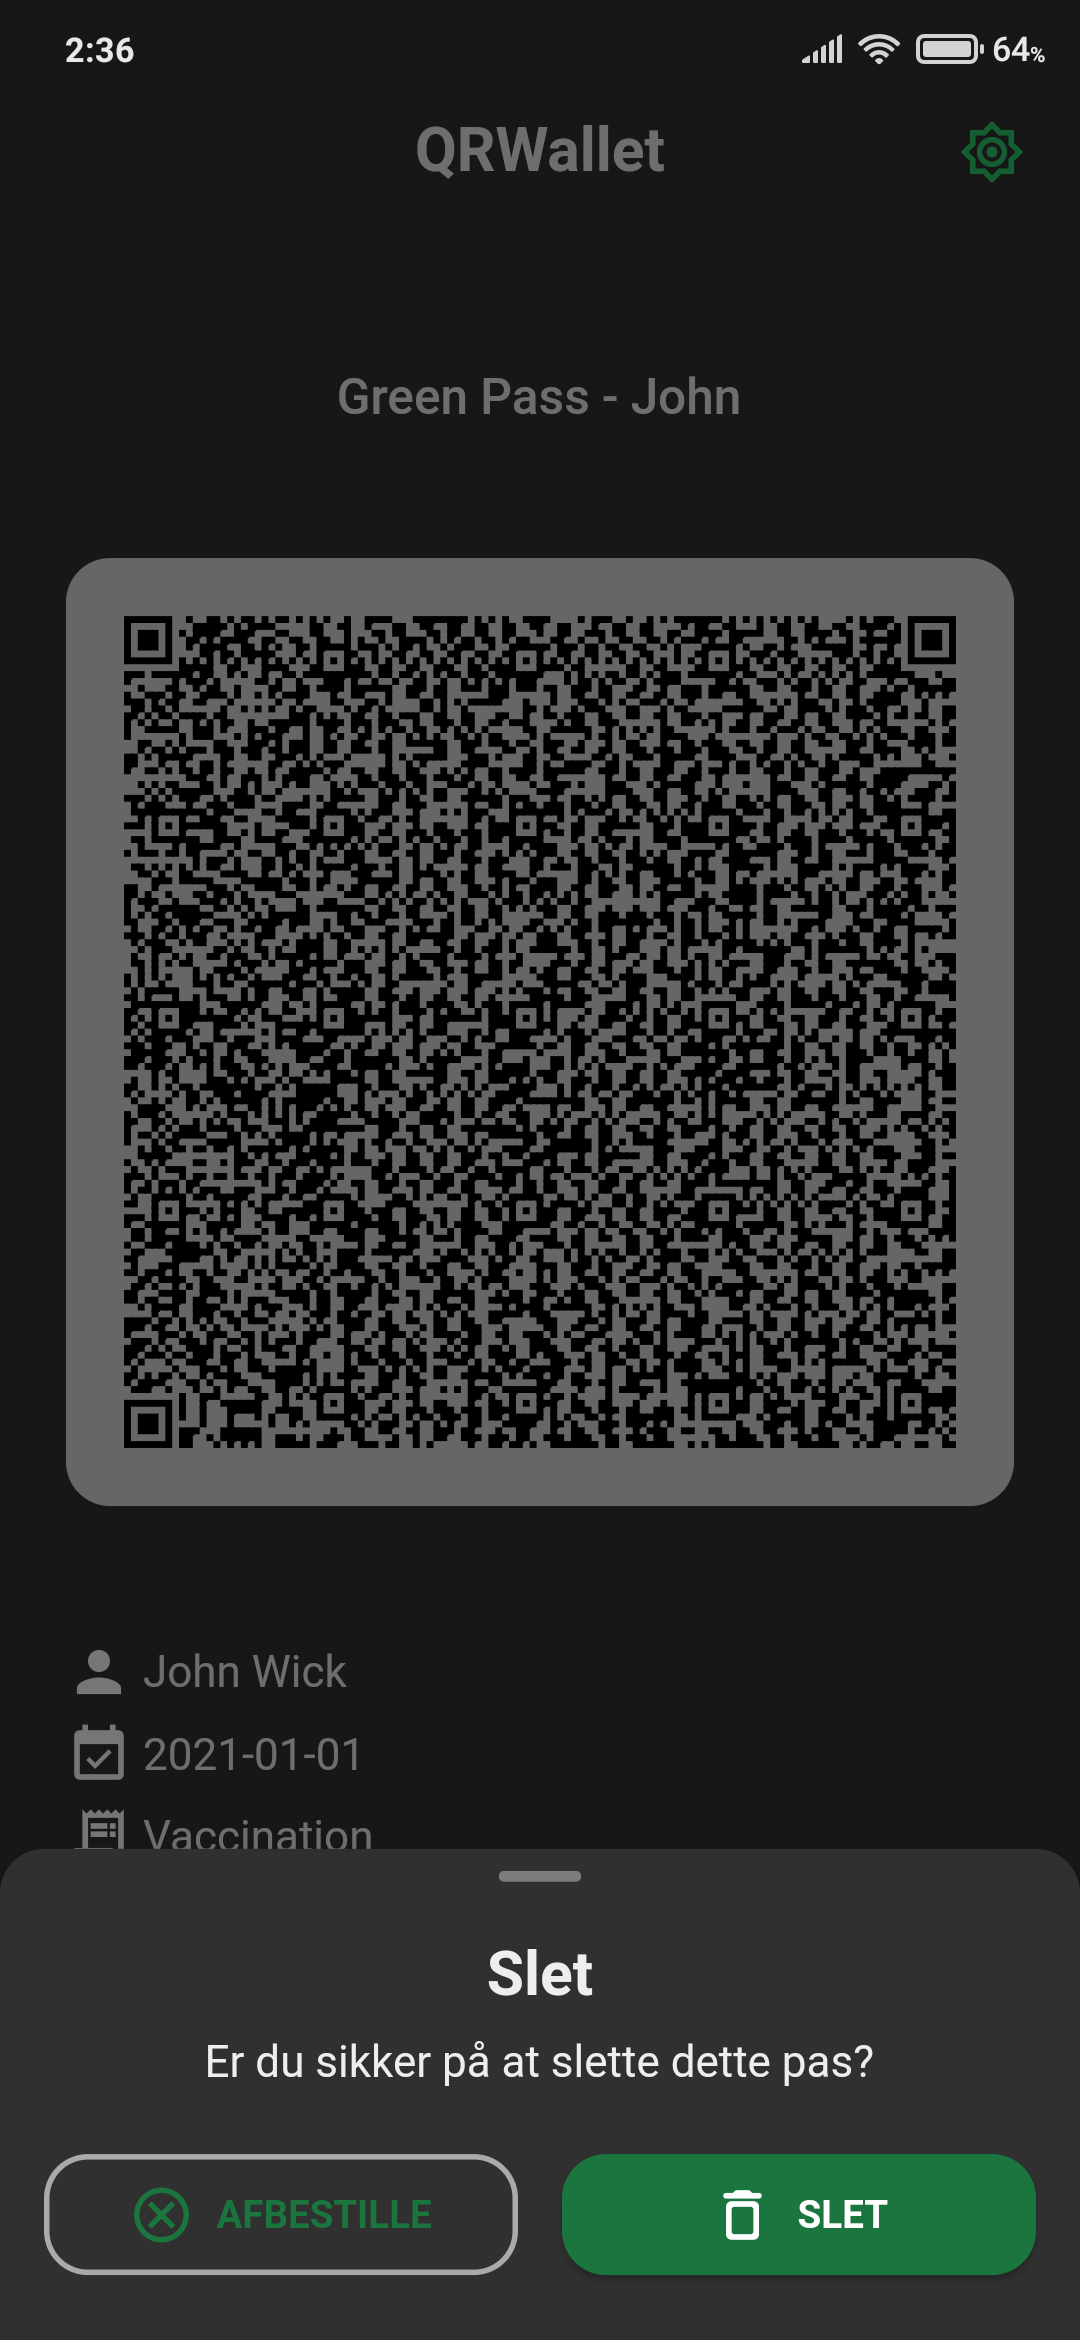 2:36
64%
QRWallet
Green Pass - John
John Wick
2021-01-01
Vaccination
Slet
Er du sikker på at slette dette pas?
AFBESTILLE
SLET